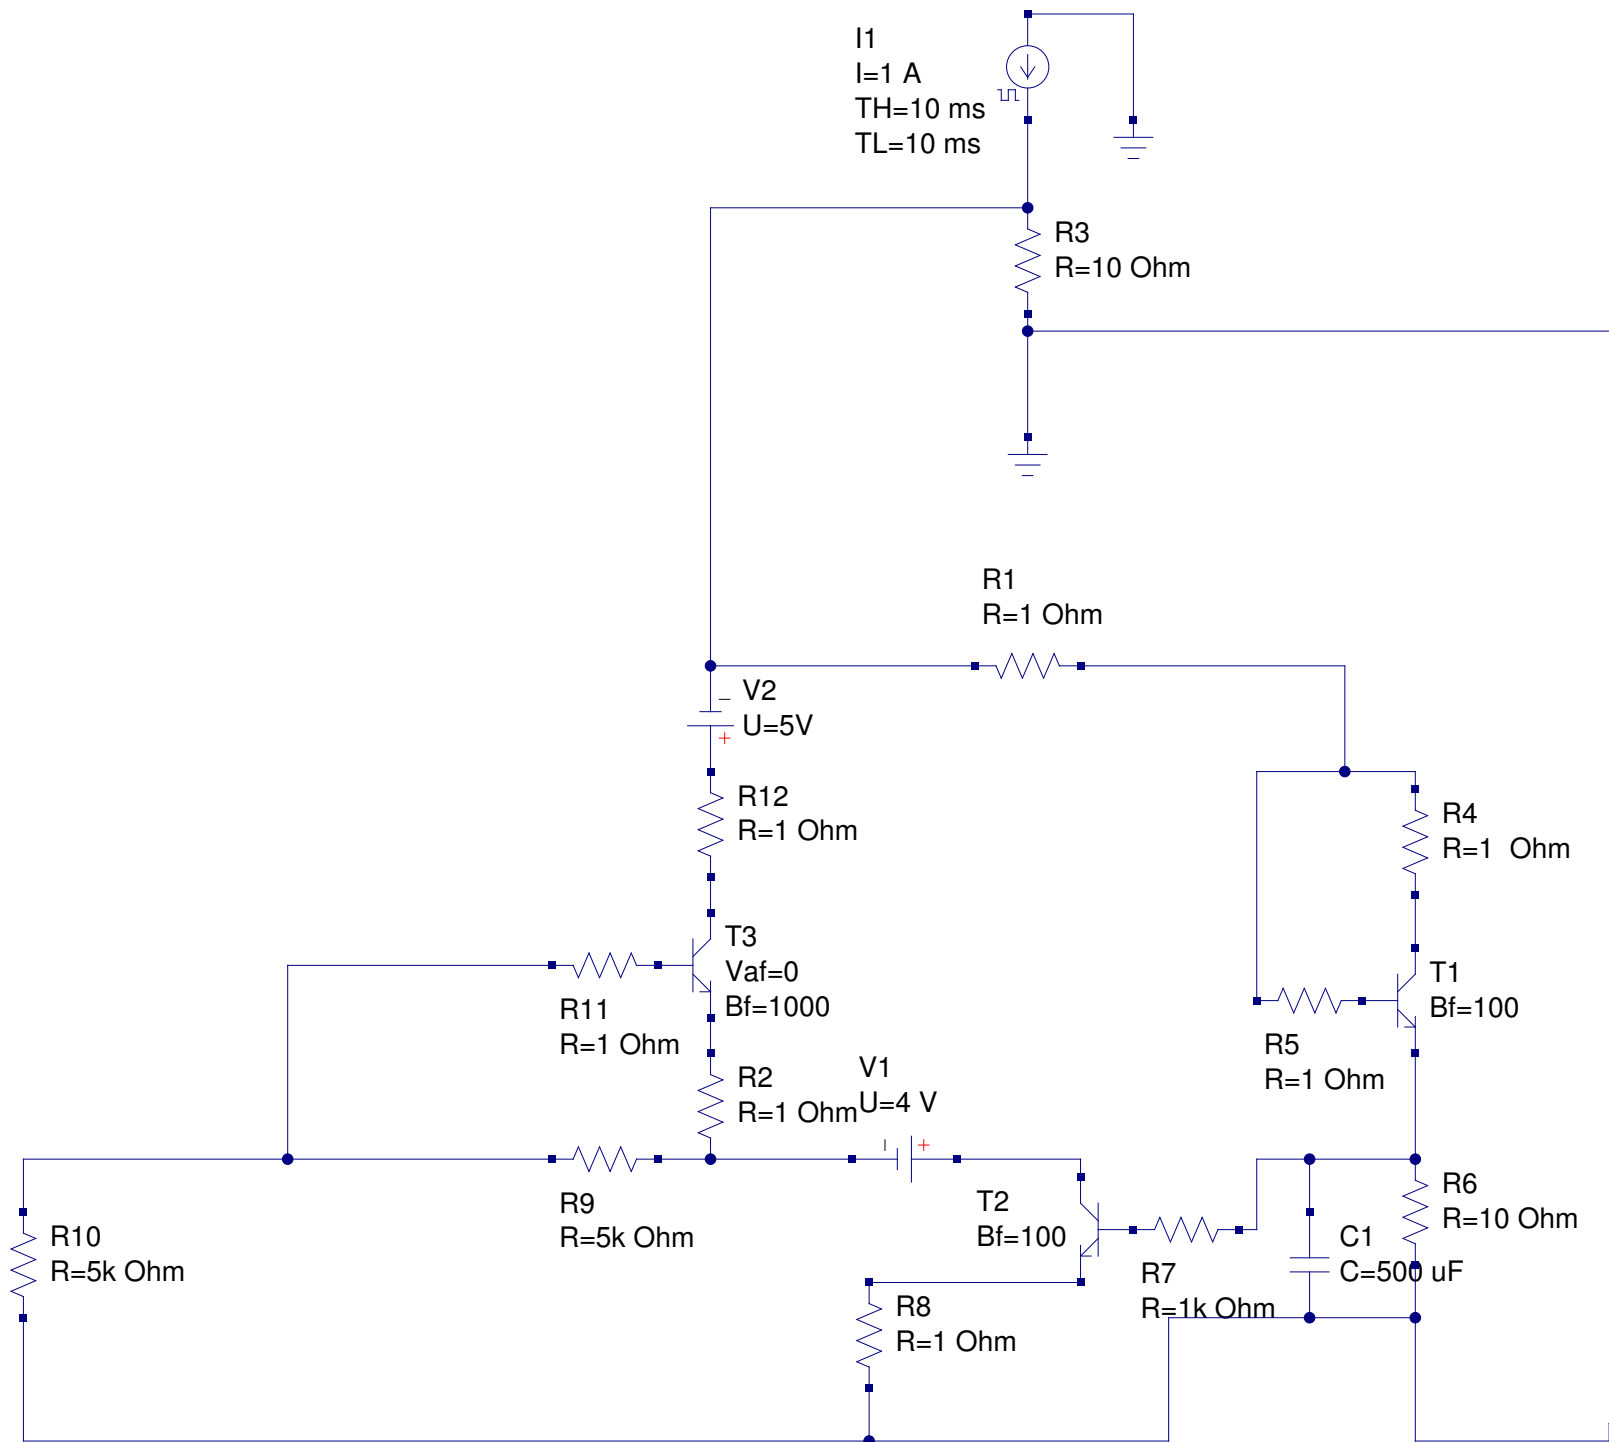 I1
I=1 A
TH=10 ms
TL=10 ms
R3
R=10 Ohm
R1
R=1 Ohm
V2
U=5V
R12
R=1 Ohm
R4
R=1  Ohm
T3
Vaf=0
Bf=1000
T1
Bf=100
R11
R=1 Ohm
R5
R=1 Ohm
R2
R=1 Ohm
V1
U=4 V
R9
R=5k Ohm
T2
Bf=100
R6
R=10 Ohm
R10
R=5k Ohm
C1
C=500 uF
R7
R=1k Ohm
R8
R=1 Ohm